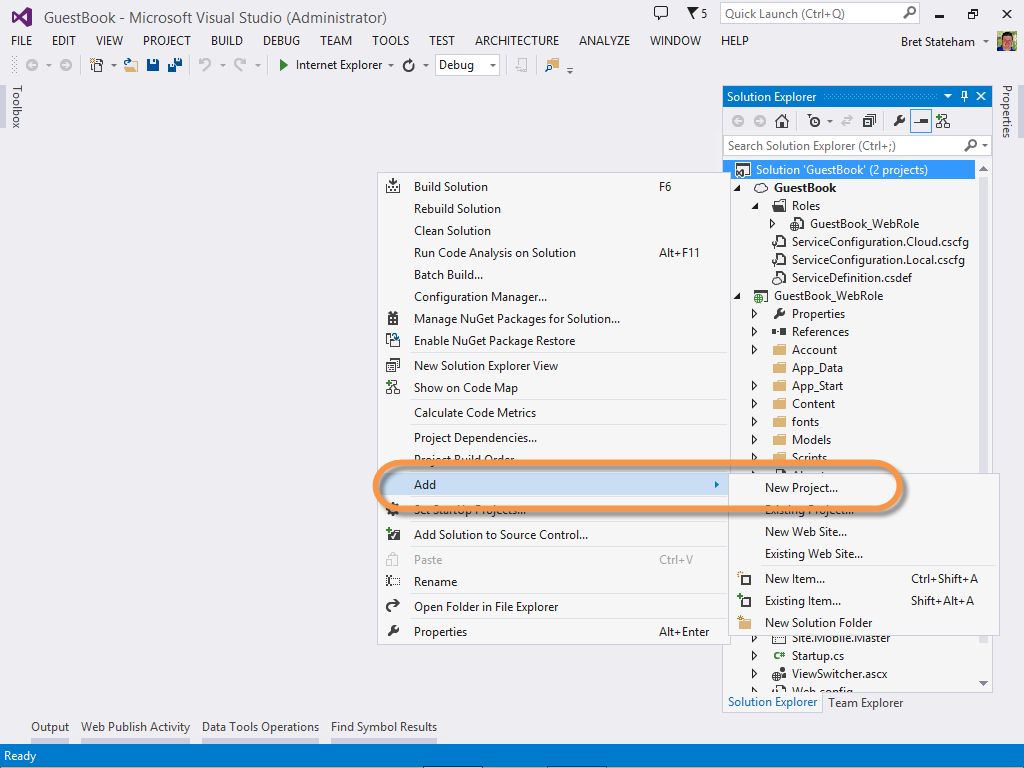 GuestBook - Microsoft Visual Studio (Administrator)
5
Quick Launch (Ctrl+Q)
FILE EDIT VIEW PROJECT BUILD DEBUG TEAM TOOLS TEST ARCHITECTURE ANALYZE WINDOW HELP
Bret Stateham
Internet Explorer
Debug
Toolbox
Properties
Solution Explorer
Search Solution Explorer (Ctrl+;)
Solution 'GuestBook' (2 projects)
GuestBook
Roles
GuestBook_WebRole
ServiceConfiguration.Cloud.cscfg
ServiceConfiguration.Local.cscfg
ServiceDefinition.csdef
GuestBook_WebRole
Properties
References
Account
App_Data
App_Start
Content
fonts
Models
Scripts
Build Solution F6
Rebuild Solution
Clean Solution
Run Code Analysis on Solution Alt+F11
Batch Build...
Configuration Manager...
Manage NuGet Packages for Solution...
Enable NuGet Package Restore
New Solution Explorer View
Show on Code Map
Calculate Code Metrics
Project Dependencies...
Project Build Order...
Add
Set StartUp Projects...
Add Solution to Source Control...
Paste Ctrl+V
Rename
Open Folder in File Explorer
Properties Alt+Enter
New Project...
Existing Project...
New Web Site...
Existing Web Site...
New Item... Ctrl+Shift+A
Existing Item... Shift+Alt+A
New Solution Folder
Site.Mobile.Master
Startup.cs
C#
ViewSwitcher.ascx
Web.config
Solution Explorer Team Explorer
Output Web Publish Activity Data Tools Operations Find Symbol Results
Ready